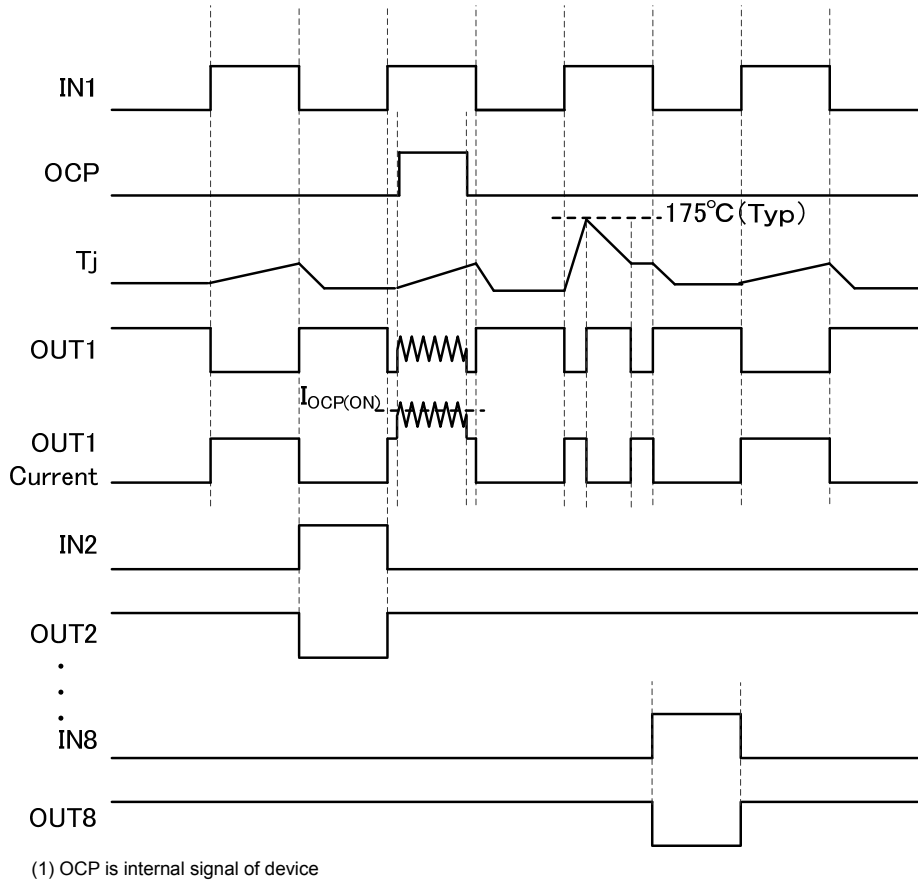 IN1
OCP
175℃(Typ)
Tj
OUT1
IOCP(ON)
OUT1
Current
IN2
OUT2
IN8
OUT8
(1) OCP is internal signal of device